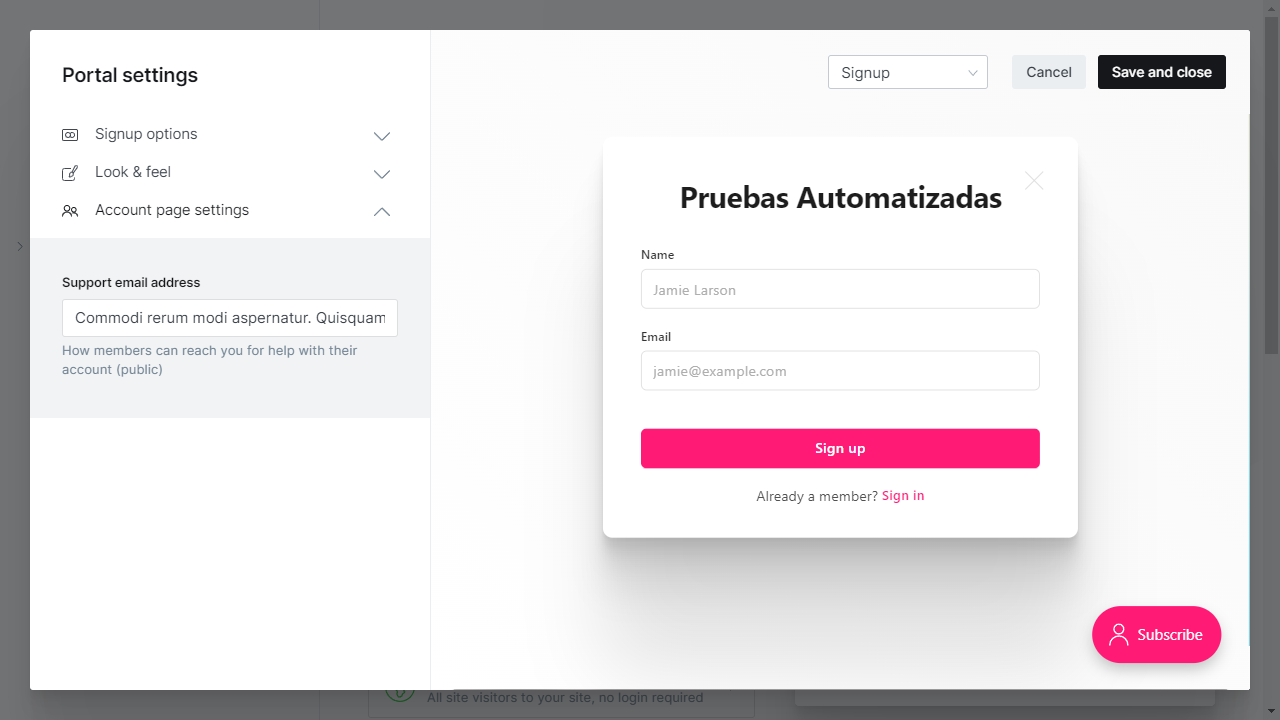 Portal settings
Signup options
Look & feel
Account page settings
Support email address
Commodi rerum modi aspernatur. Quisquam
How members can reach you for help with their
account (public)
Signup
Cancel
Save and close
Pruebas Automatizadas
Name
Jamie Larson
Email
jamie@example.com
Sign up
Already a member? Sign in
Subscribe
All site visitors to your site, no login required